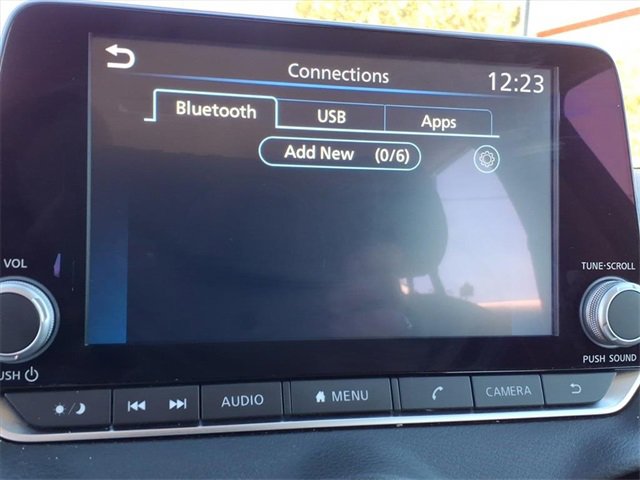 Connections
12:23
Bluetooth
USB
Apps
Add New (0/6)
VOL
TUNE·SCROLL
PUSH SOUND
AUDIO
MENU
CAMERA